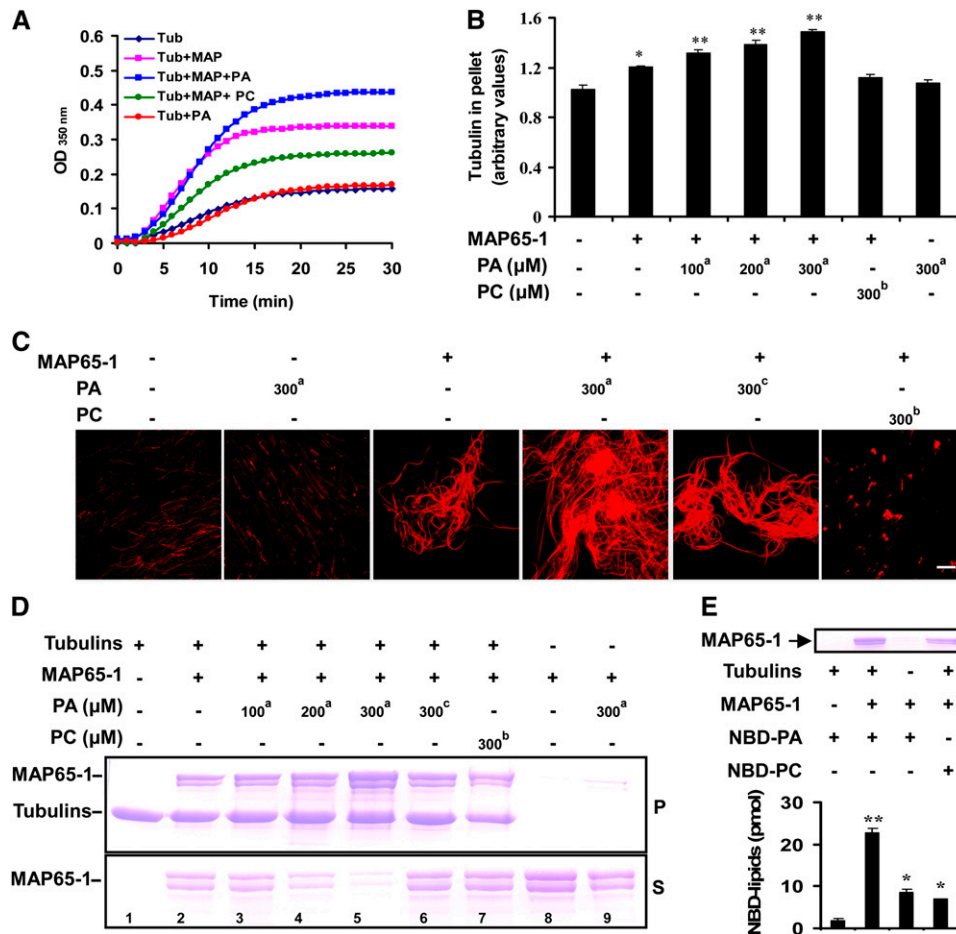 A
0.6
0.5
0.4
0.3
0.2
0.1
0
OD 350 nm
Tub
Tub+MAP
Tub+MAP+PA
Tub+MAP+ PC
Tub+PA
0 5 10 15 20 25 30
Time (min)
B
1.6
1.4
1.2
1
Tubulin in pellet
(arbitrary values)
* ** ** **
MAP65-1 - + + + + + -
PA (µM) - - 100a 200a 300a - 300a
PC (µM) - - - - - 300b -
C
MAP65-1 - - + + + +
PA - 300a - 300a 300c -
PC - - - - - 300b
D
Tubulins + + + + + + + - -
MAP65-1 - + + + + + + + +
PA (µM) - - 100a 200a 300a 300c - - 300a
PC (µM) - - - - - - 300b - -
MAP65-1
Tubulins
P
MAP65-1
S
1 2 3 4 5 6 7 8 9
E
MAP65-1
Tubulins + + - +
MAP65-1 - + + +
NBD-PA + + + -
NBD-PC - - - +
30
20
10
0
NBD-lipids (pmol)
** * *